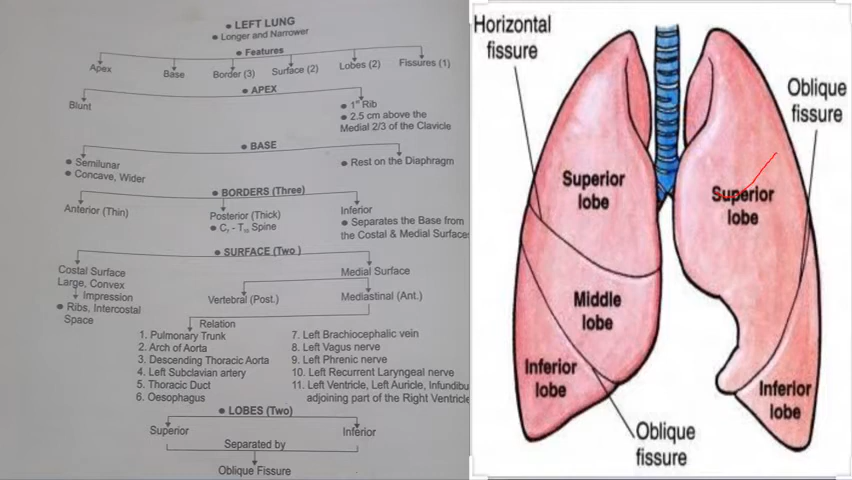 LEFT LUNG
Longer and Narrower
Features
Apex Base Border (3) Surface (2) Lobes (2) Fissures (1)
APEX
Blunt
1st Rib
2.5 cm above the
Medial 2/3 of the Clavicle
BASE
Semilunar
Concave, Wider
Rest on the Diaphragm
BORDERS (Three)
Anterior (Thin)
Posterior (Thick)
C7 - T10 Spine
Inferior
Separates the Base from
the Costal & Medial Surfaces
SURFACE (Two)
Costal Surface
Large, Convex
Impression
Ribs, Intercostal
Space
Medial Surface
Vertebral (Post.)
Mediastinal (Ant.)
Relation
1. Pulmonary Trunk
2. Arch of Aorta
3. Descending Thoracic Aorta
4. Left Subclavian artery
5. Thoracic Duct
6. Oesophagus
7. Left Brachiocephalic vein
8. Left Vagus nerve
9. Left Phrenic nerve
10. Left Recurrent Laryngeal nerve
11. Left Ventricle, Left Auricle, Infundibu
adjoining part of the Right Ventricle
LOBES (Two)
Superior
Inferior
Separated by
Oblique Fissure
Horizontal
fissure
Oblique
fissure
Superior
lobe
Superior
lobe
Middle
lobe
Inferior
lobe
Inferior
lobe
Oblique
fissure